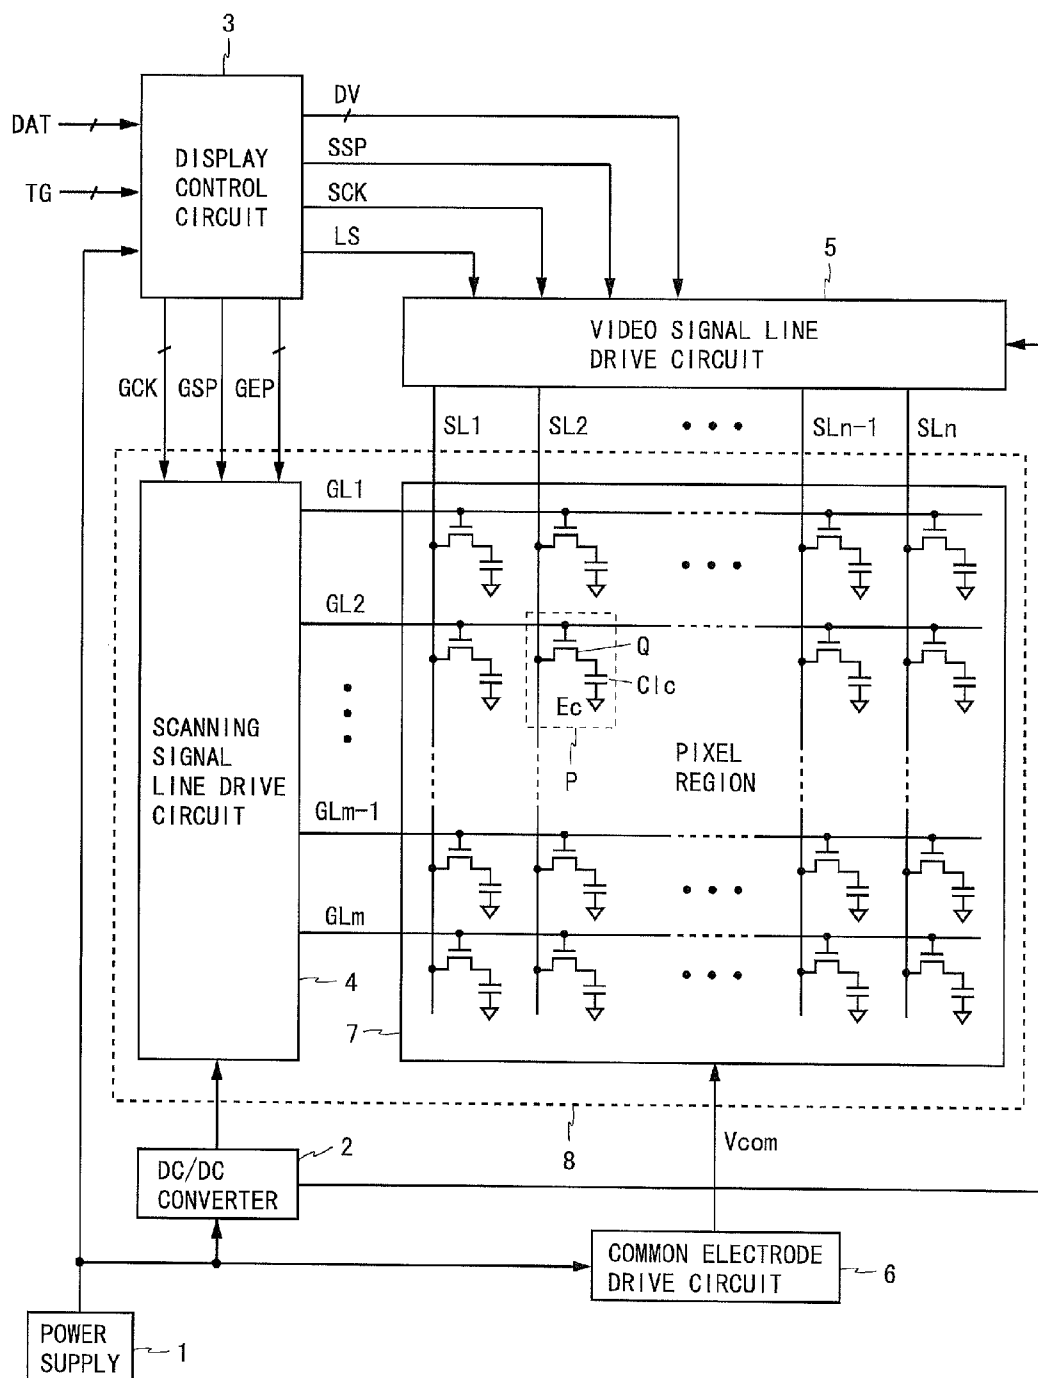 3
DAT
TG
DISPLAY
CONTROL
CIRCUIT
DV
SSP
SCK
LS
5
VIDEO SIGNAL LINE
DRIVE CIRCUIT
GCK
GSP
GEP
SL1
SL2
SLn-1
SLn
GL1
GL2
GLm-1
GLm
SCANNING
SIGNAL
LINE DRIVE
CIRCUIT
Q
Clc
Ec
P
PIXEL
REGION
4
7
8
Vcom
2
DC/DC
CONVERTER
COMMON ELECTRODE
DRIVE CIRCUIT
6
POWER
SUPPLY
1